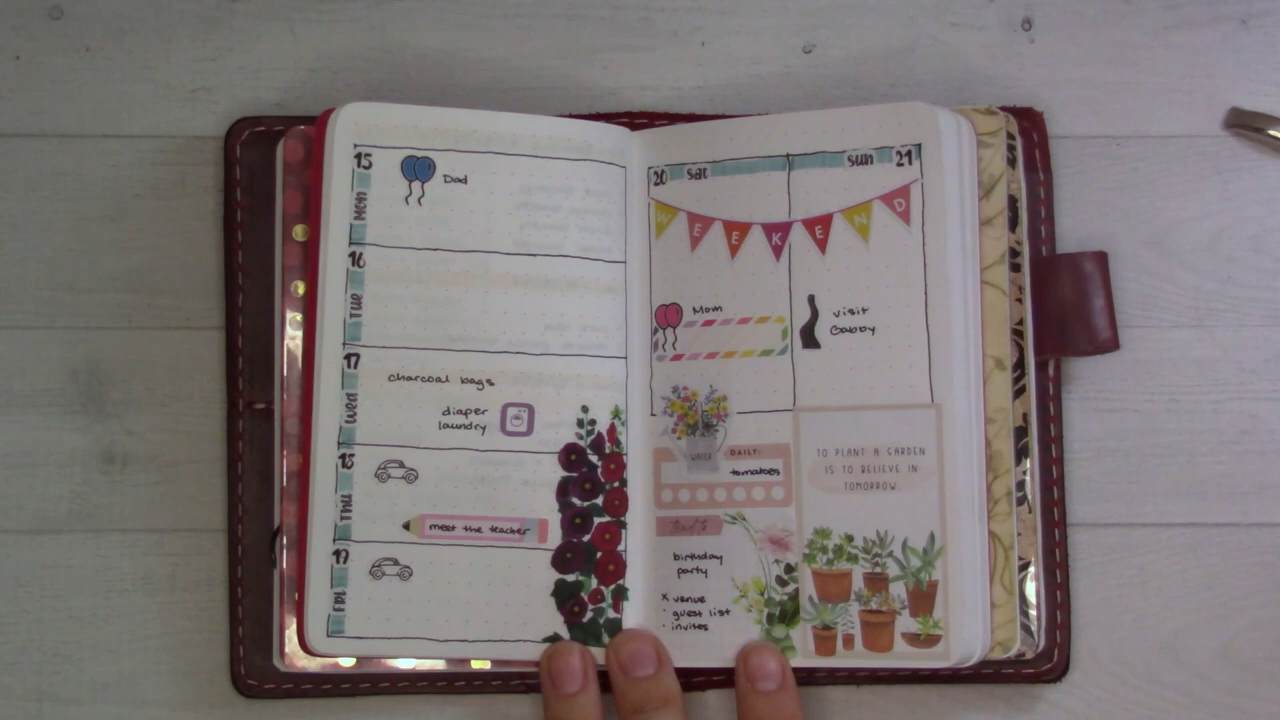 15
MON
Dad
16
TUE
17
Wed
charcoal bags
diaper
laundry
18
Thu
meet the teacher
19
FRI
20 sat
sun 21
WEEKEND
Mom
visit
Gabby
WATER
DAILY:
tomatoes
birthday
party
x venue
· guest list
· invites
TO PLANT A GARDEN
IS TO BELIEVE IN
TOMORROW.